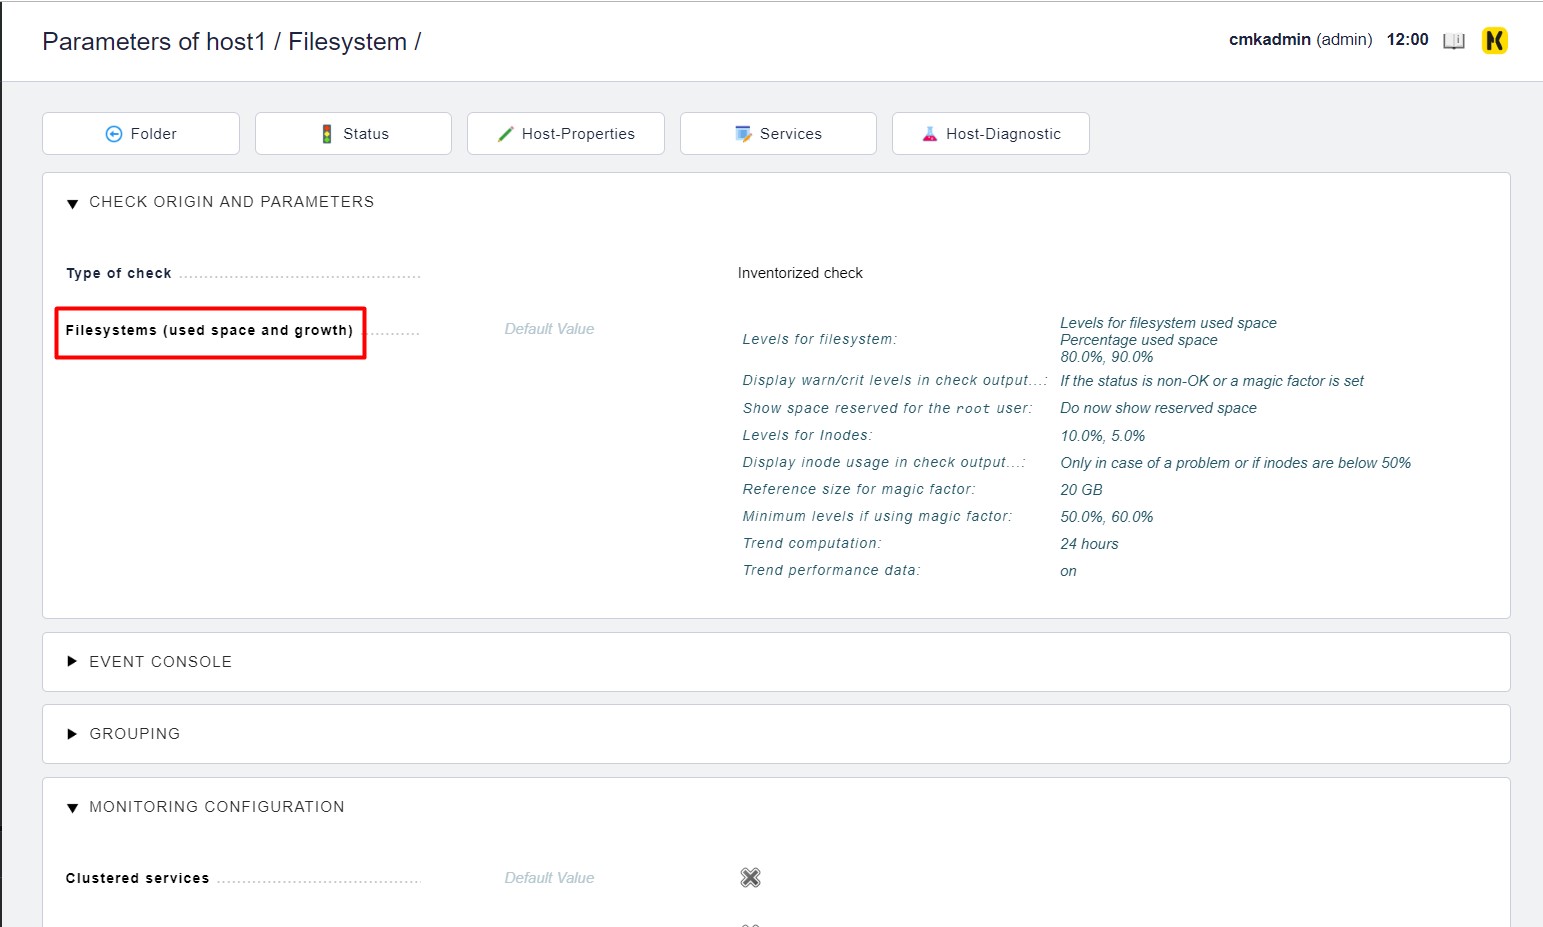 Parameters of host1 / Filesystem /
cmkadmin (admin) 12:00
Folder Status Host-Properties Services Host-Diagnostic
CHECK ORIGIN AND PARAMETERS
Type of check Inventorized check
Filesystems (used space and growth) Default Value
Levels for filesystem: Levels for filesystem used space
Percentage used space
80.0%, 90.0%
Display warn/crit levels in check output...: If the status is non-OK or a magic factor is set
Show space reserved for the root user: Do now show reserved space
Levels for Inodes: 10.0%, 5.0%
Display inode usage in check output...: Only in case of a problem or if inodes are below 50%
Reference size for magic factor: 20 GB
Minimum levels if using magic factor: 50.0%, 60.0%
Trend computation: 24 hours
Trend performance data: on
EVENT CONSOLE
GROUPING
MONITORING CONFIGURATION
Clustered services Default Value